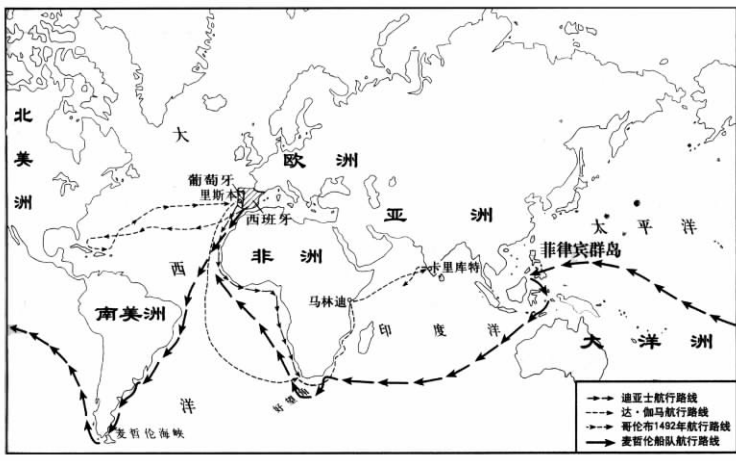 北美洲
大
欧洲
葡萄牙
里斯本
西班牙
亚洲
太平洋
菲律宾群岛
非洲
卡里库特
西
马林迪
南美洲
印度洋
大洋洲
好望角
洋
麦哲伦海峡
迪亚士航行路线
达·伽马航行路线
哥伦布1492年航行路线
麦哲伦船队航行路线